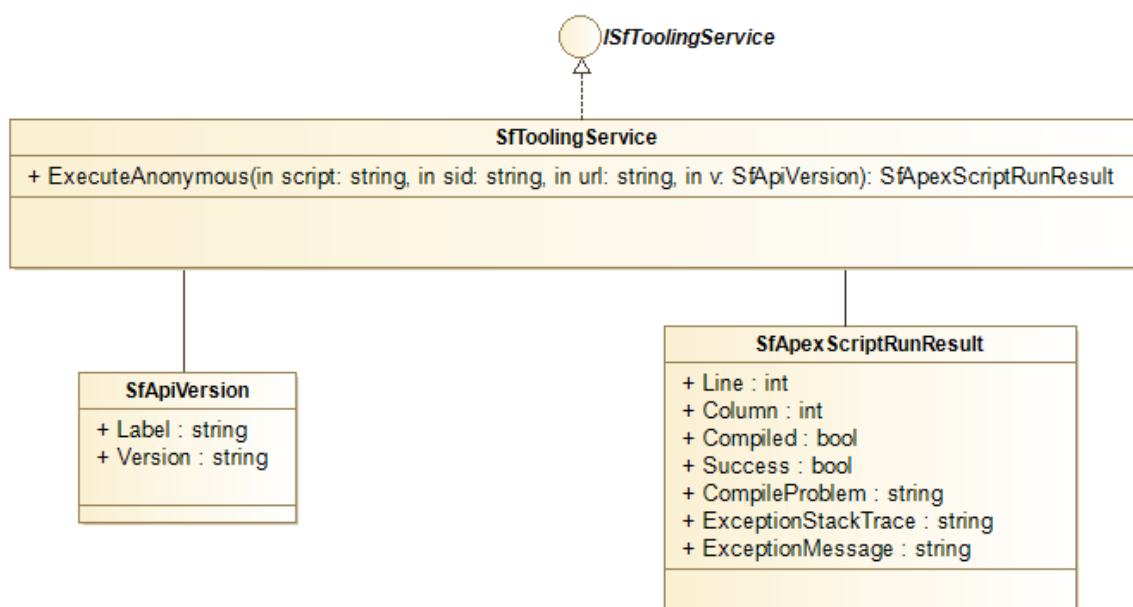 ISfToolingService
SfToolingService
+ ExecuteAnonymous(in script: string, in sid: string, in url: string, in v: SfApiVersion): SfApexScriptRunResult
SfApiVersion
+ Label : string
+ Version : string
SfApexScriptRunResult
+ Line : int
+ Column : int
+ Compiled : bool
+ Success : bool
+ CompileProblem : string
+ ExceptionStackTrace : string
+ ExceptionMessage : string